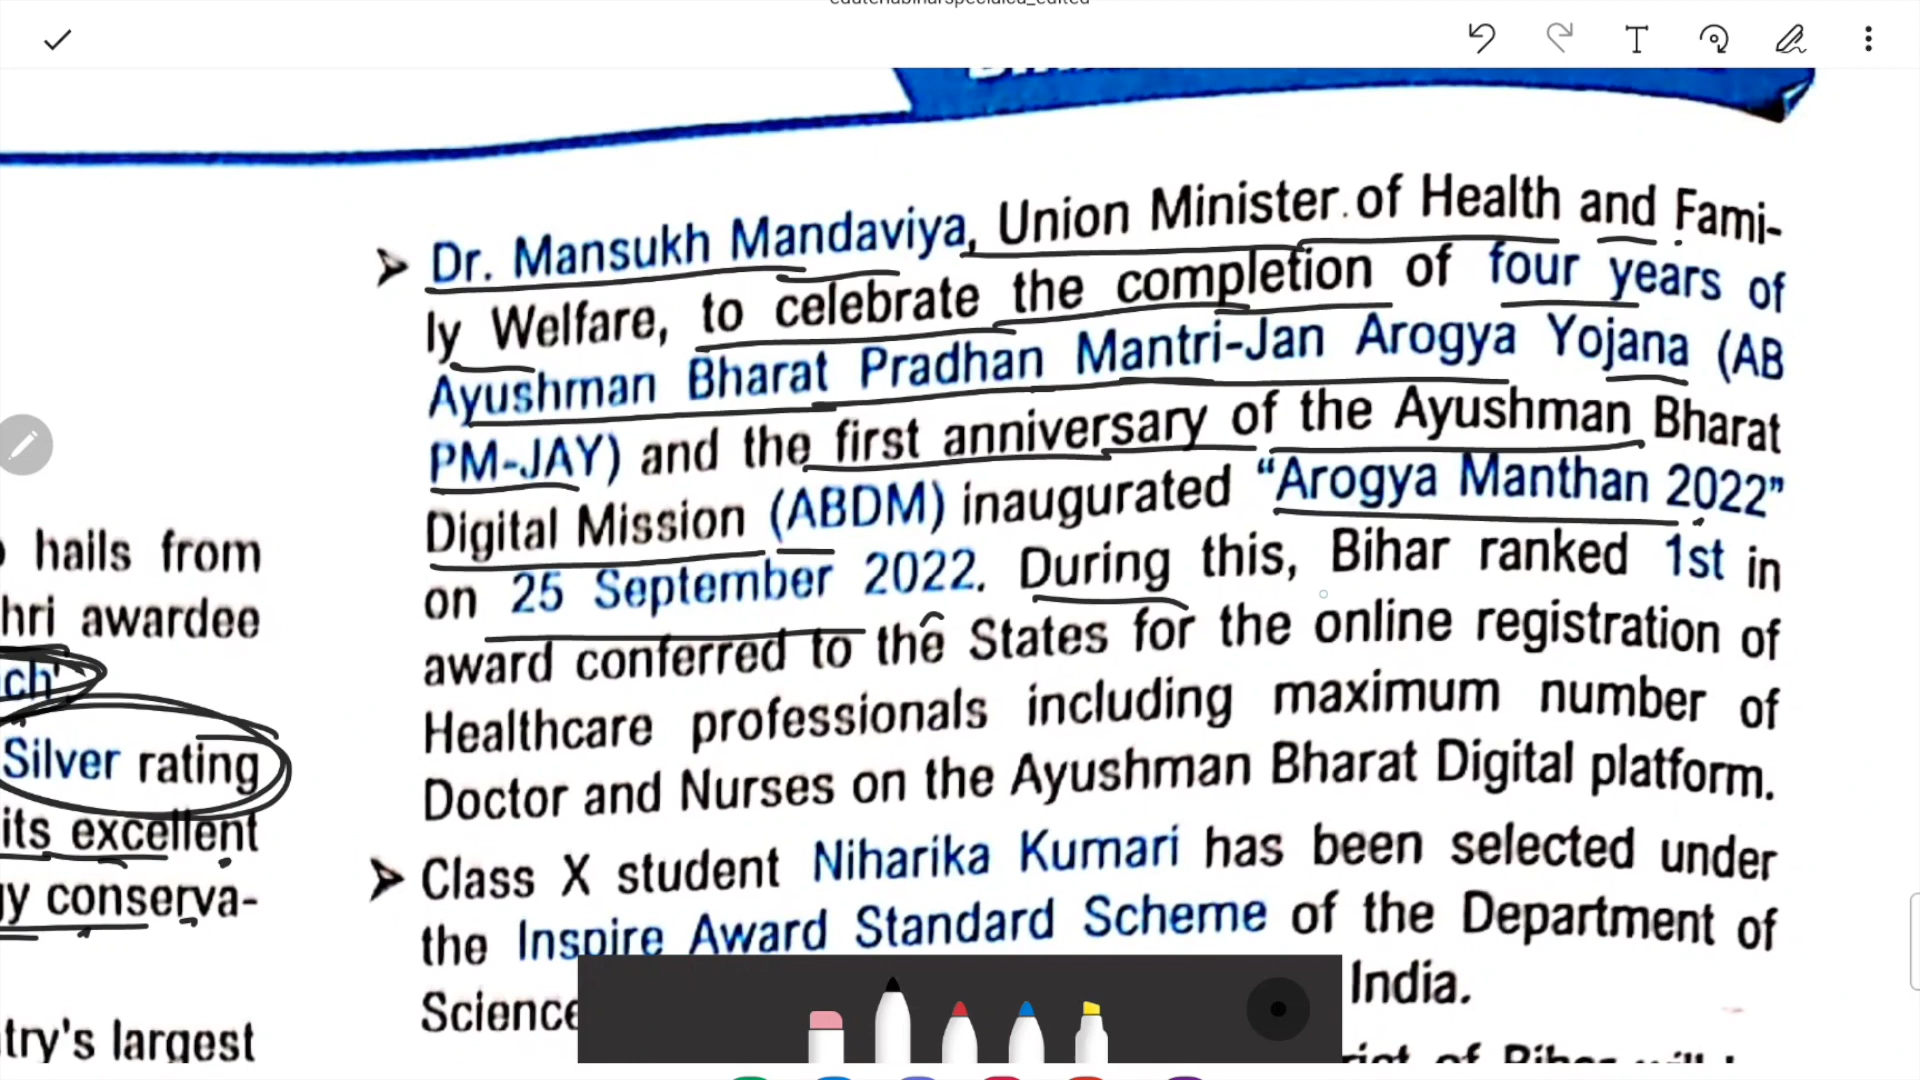 hails from
hri awardee
ch'
Silver rating
its excellent
gy conserva-
ntry's largest
➤ Dr. Mansukh Mandaviya, Union Minister of Health and Fami-
ly Welfare, to celebrate the completion of four years of
Ayushman Bharat Pradhan Mantri-Jan Arogya Yojana (AB
PM-JAY) and the first anniversary of the Ayushman Bharat
Digital Mission (ABDM) inaugurated “Arogya Manthan 2022”
on 25 September 2022. During this, Bihar ranked 1st in
award conferred to the States for the online registration of
Healthcare professionals including maximum number of
Doctor and Nurses on the Ayushman Bharat Digital platform.
➤ Class X student Niharika Kumari has been selected under
the Inspire Award Standard Scheme of the Department of
Science India.
of Bihar will